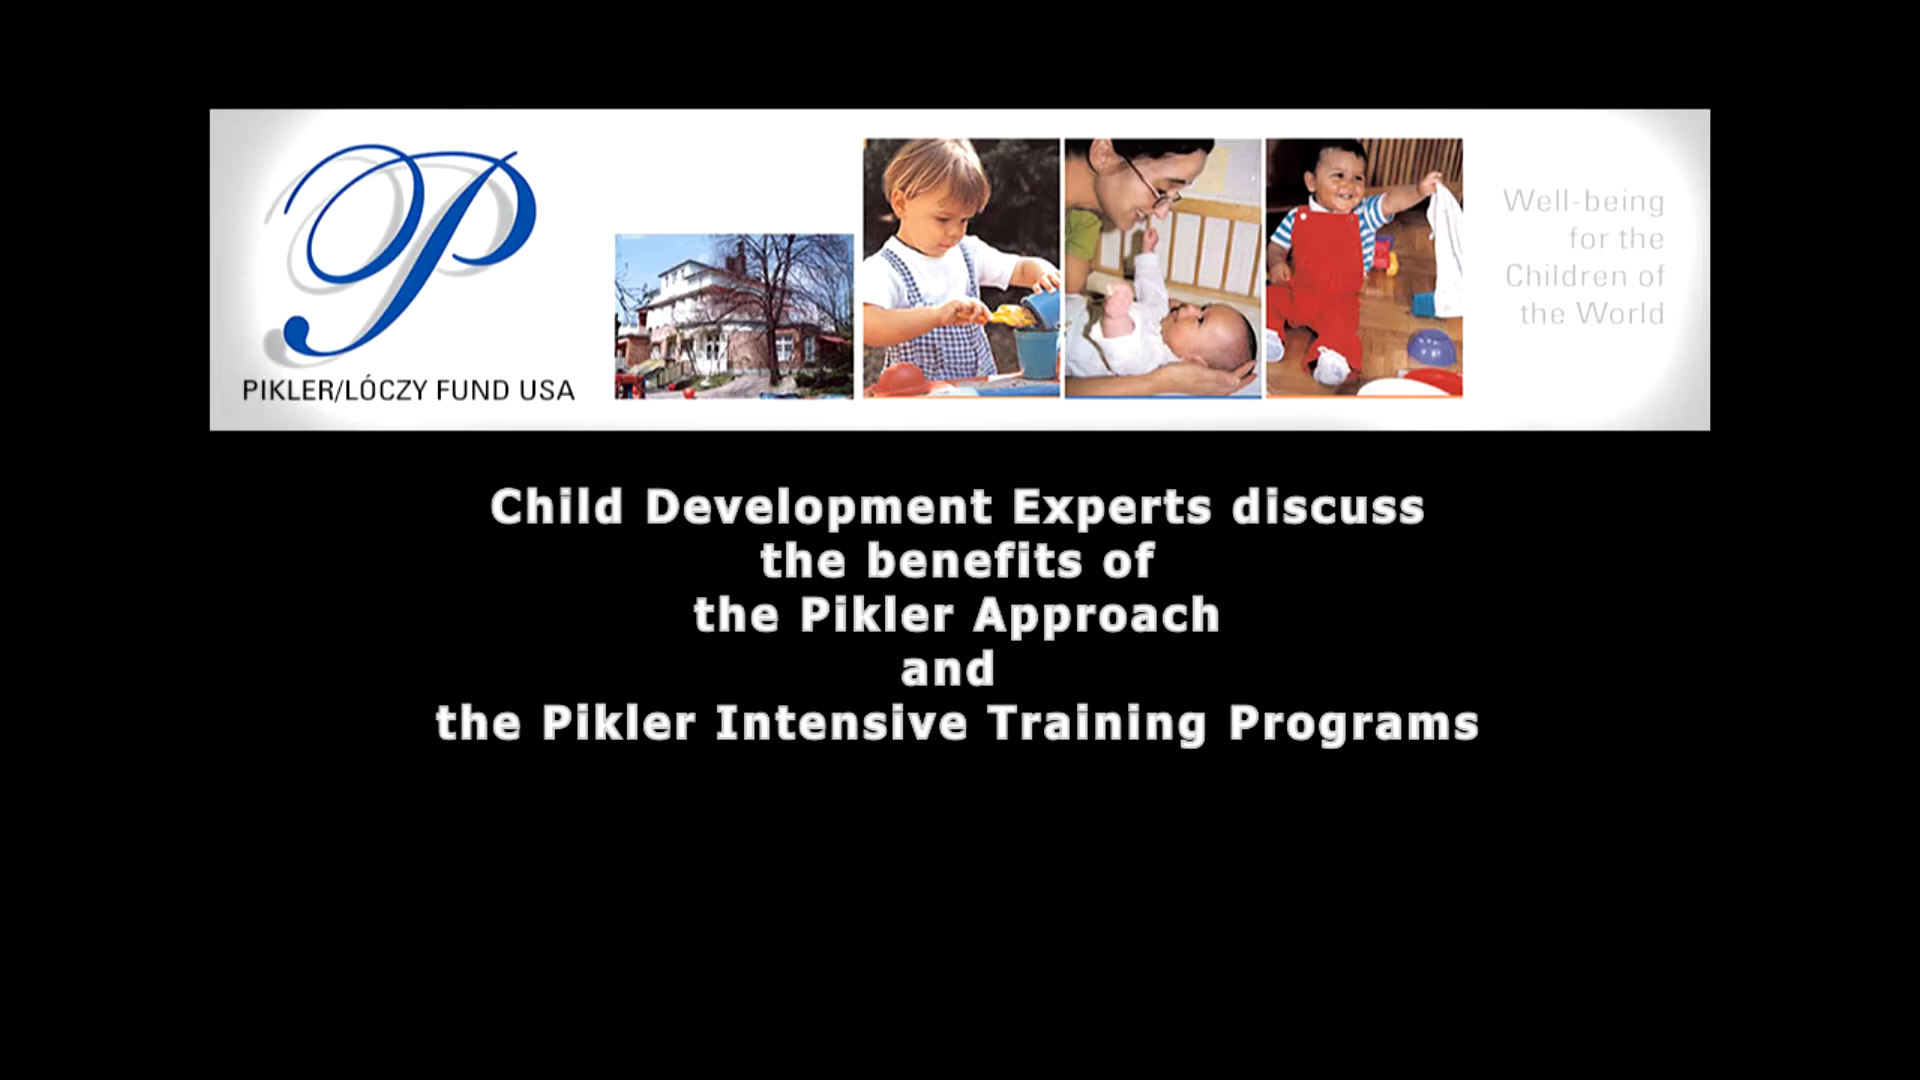 P
PIKLER/LÓCZY FUND USA
Well-being
for the
Children of
the World
Child Development Experts discuss
the benefits of
the Pikler Approach
and
the Pikler Intensive Training Programs